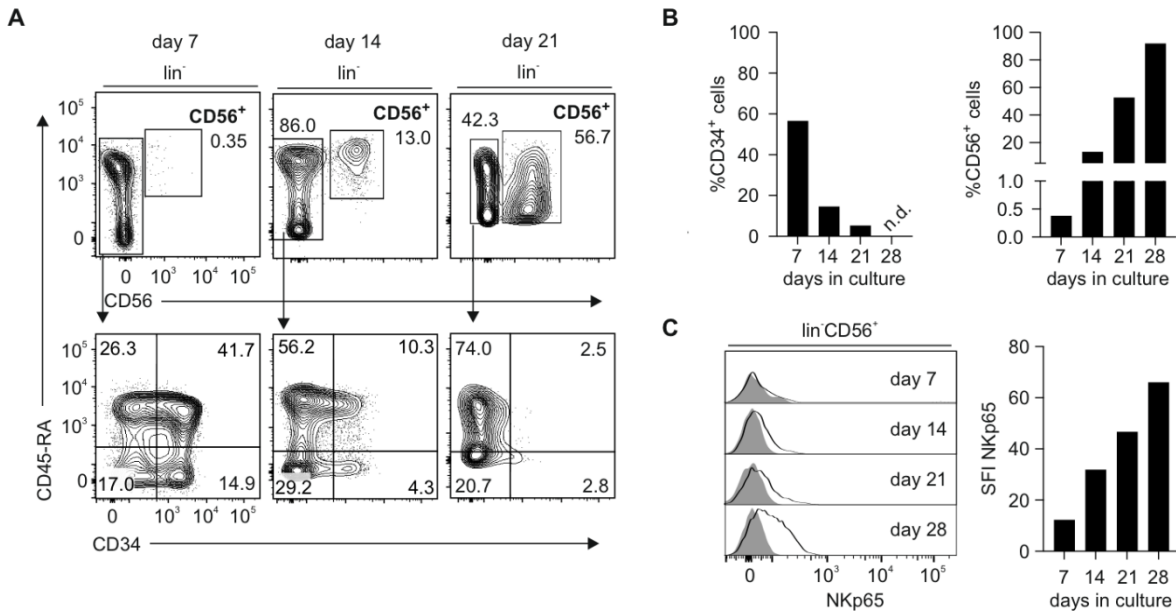 A
day 7
day 14
day 21
lin-
lin-
lin-
CD56+
0.35
86.0
CD56+
13.0
42.3
CD56+
56.7
10⁵
10⁴
10³
0
0 10³ 10⁴ 10⁵
CD56
CD45-RA
26.3 41.7
17.0 14.9
56.2 10.3
29.2 4.3
74.0 2.5
20.7 2.8
10⁵
10⁴
10³
0
0 10³ 10⁴ 10⁵
CD34
B
%CD34+ cells
100
80
60
40
20
0
n.d.
7 14 21 28
days in culture
%CD56+ cells
100
80
60
40
20
1.0
0.5
0.0
7 14 21 28
days in culture
C
lin-CD56+
day 7
day 14
day 21
day 28
0 10³ 10⁴ 10⁵
NKp65
SFI NKp65
80
60
40
20
0
7 14 21 28
days in culture